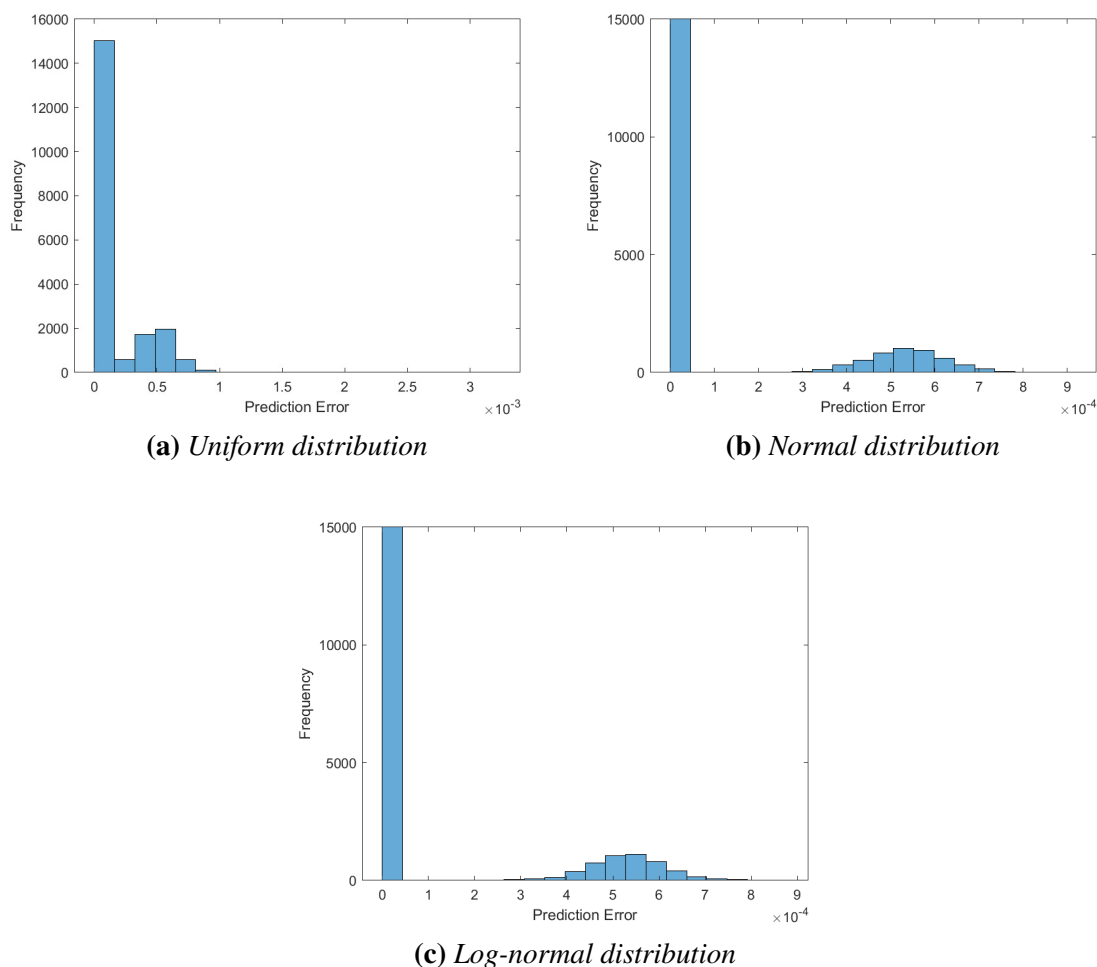 16000
14000
12000
10000
8000
6000
4000
2000
0
Frequency
0 0.5 1 1.5 2 2.5 3
Prediction Error
×10-3
(a) Uniform distribution
15000
10000
5000
0
Frequency
0 1 2 3 4 5 6 7 8 9
Prediction Error
×10-4
(b) Normal distribution
15000
10000
5000
0
Frequency
0 1 2 3 4 5 6 7 8 9
Prediction Error
×10-4
(c) Log-normal distribution